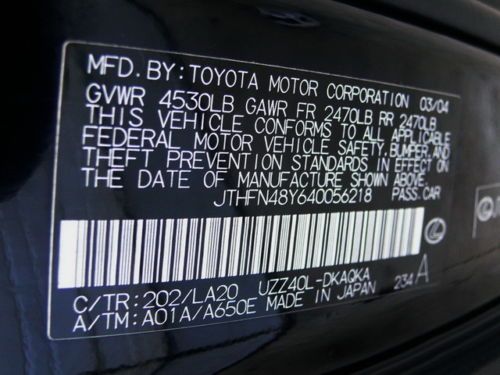 MFD. BY: TOYOTA MOTOR CORPORATION 03/04
GVWR 4530LB GAWR FR 2470LB RR 2470LB
THIS VEHICLE CONFORMS TO ALL APPLICABLE
FEDERAL MOTOR VEHICLE SAFETY, BUMPER AND
THEFT PREVENTION STANDARDS IN EFFECT ON
THE DATE OF MANUFACTURE SHOWN ABOVE.
JTHFN48Y640056218 PASS. CAR
C/TR: 202/LA20 UZZ40L-DKAQKA 234 A
A/TM: A01A/A650E MADE IN JAPAN